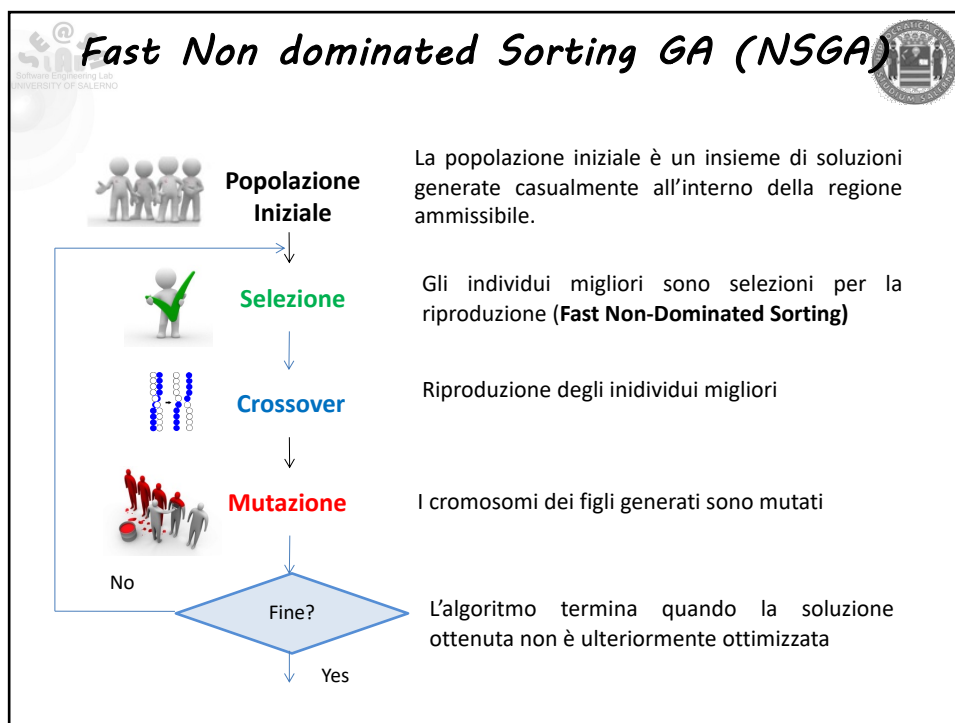 Fast Non dominated Sorting GA (NSGA)
Software Engineering Lab
UNIVERSITY OF SALERNO
Popolazione
Iniziale
La popolazione iniziale è un insieme di soluzioni
generate casualmente all’interno della regione
ammissibile.
Selezione
Gli individui migliori sono selezioni per la
riproduzione (Fast Non-Dominated Sorting)
Crossover
Riproduzione degli inidividui migliori
Mutazione
I cromosomi dei figli generati sono mutati
No
Fine?
L’algoritmo termina quando la soluzione
ottenuta non è ulteriormente ottimizzata
Yes